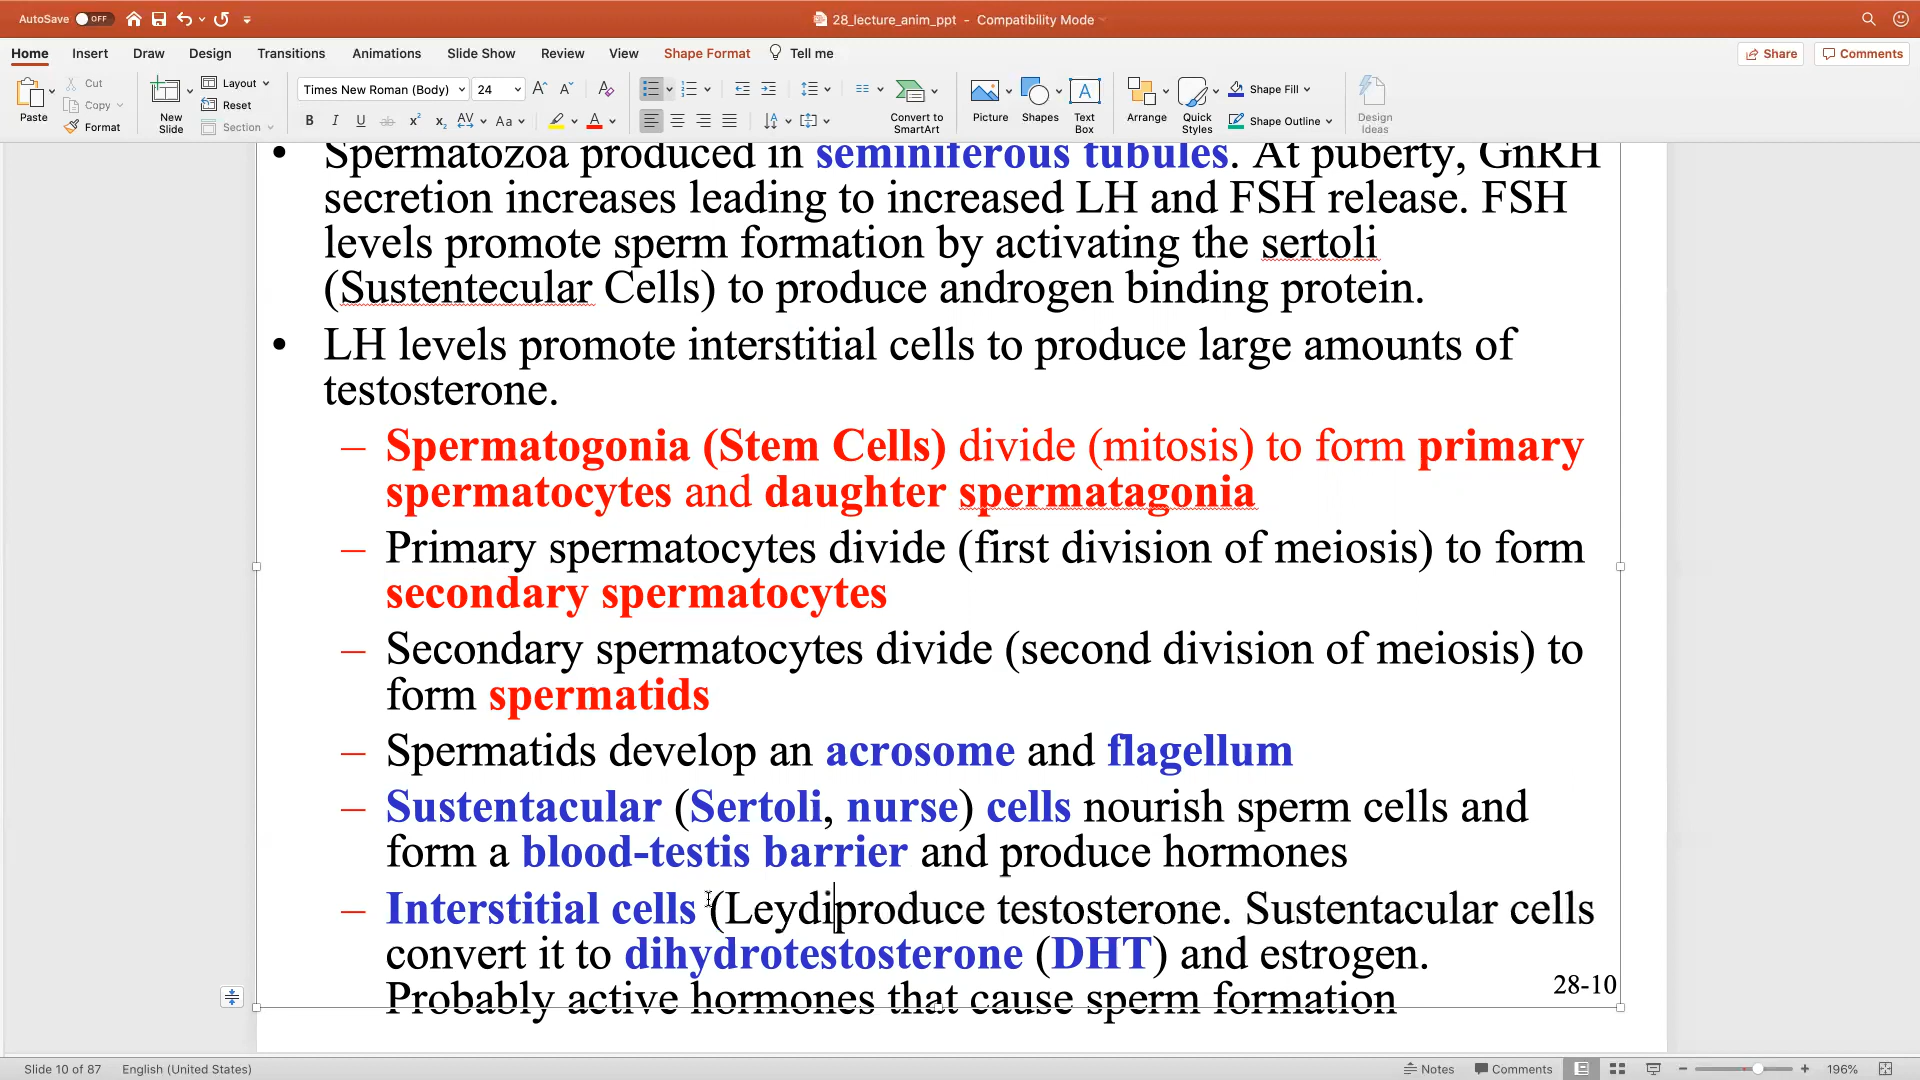 AutoSave OFF 28_lecture_anim_ppt - Compatibility Mode
Home Insert Draw Design Transitions Animations Slide Show Review View Shape Format Tell me Share Comments
Paste Cut Copy Format New Slide Layout Reset Section Times New Roman (Body) 24 Convert to SmartArt Picture Shapes Text Box Arrange Quick Styles Shape Fill Shape Outline Design Ideas
• Spermatozoa produced in seminiferous tubules. At puberty, GnRH
secretion increases leading to increased LH and FSH release. FSH
levels promote sperm formation by activating the sertoli
(Sustentecular Cells) to produce androgen binding protein.
• LH levels promote interstitial cells to produce large amounts of
testosterone.
– Spermatogonia (Stem Cells) divide (mitosis) to form primary
spermatocytes and daughter spermatagonia
– Primary spermatocytes divide (first division of meiosis) to form
secondary spermatocytes
– Secondary spermatocytes divide (second division of meiosis) to
form spermatids
– Spermatids develop an acrosome and flagellum
– Sustentacular (Sertoli, nurse) cells nourish sperm cells and
form a blood-testis barrier and produce hormones
– Interstitial cells (Leydiproduce testosterone. Sustentacular cells
convert it to dihydrotestosterone (DHT) and estrogen.
Probably active hormones that cause sperm formation
28-10
Slide 10 of 87 English (United States) Notes Comments 196%